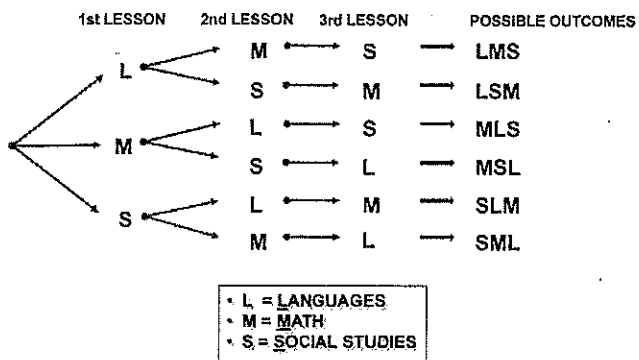 1st LESSON 2nd LESSON 3rd LESSON POSSIBLE OUTCOMES
M S LMS
L
S M LSM
L S MLS
M
S L MSL
L M SLM
S
M L SML
• L = LANGUAGES
• M = MATH
• S = SOCIAL STUDIES